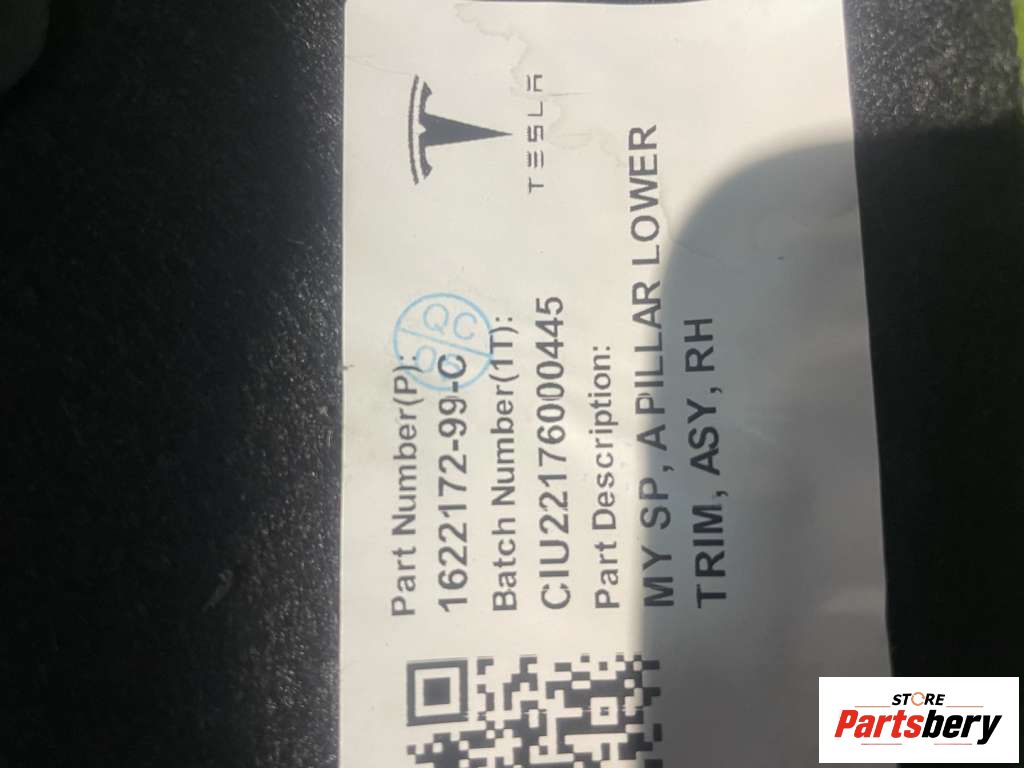 TESLA
Part Number(P):
1622172-99-C
Batch Number(1T):
CIU22176000445
Part Description:
MY SP, A PILLAR LOWER
TRIM, ASY, RH
QC
STORE
Partsbery